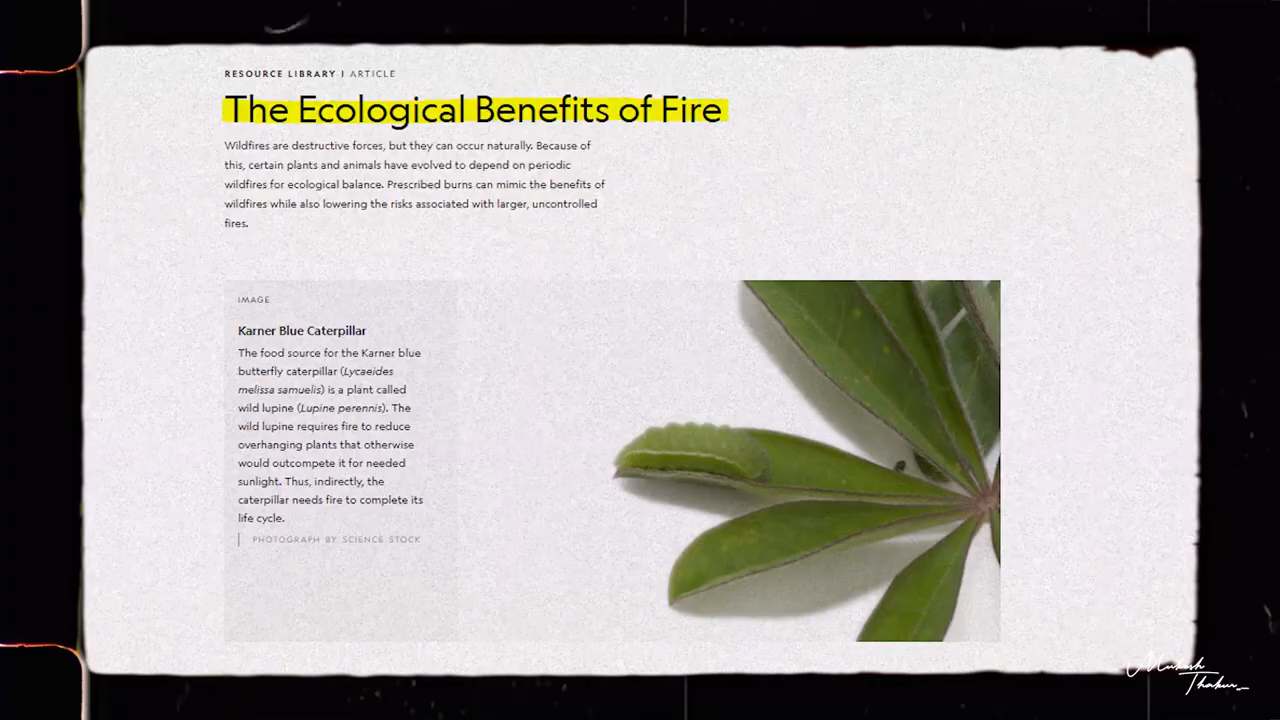 RESOURCE LIBRARY | ARTICLE
The Ecological Benefits of Fire
Wildfires are destructive forces, but they can occur naturally. Because of
this, certain plants and animals have evolved to depend on periodic
wildfires for ecological balance. Prescribed burns can mimic the benefits of
wildfires while also lowering the risks associated with larger, uncontrolled
fires.
IMAGE
Karner Blue Caterpillar
The food source for the Karner blue
butterfly caterpillar (Lycaeides
melissa samuelis) is a plant called
wild lupine (Lupine perennis). The
wild lupine requires fire to reduce
overhanging plants that otherwise
would outcompete it for needed
sunlight. Thus, indirectly, the
caterpillar needs fire to complete its
life cycle.
PHOTOGRAPH BY SCIENCE STOCK
Mukesh
Thakur